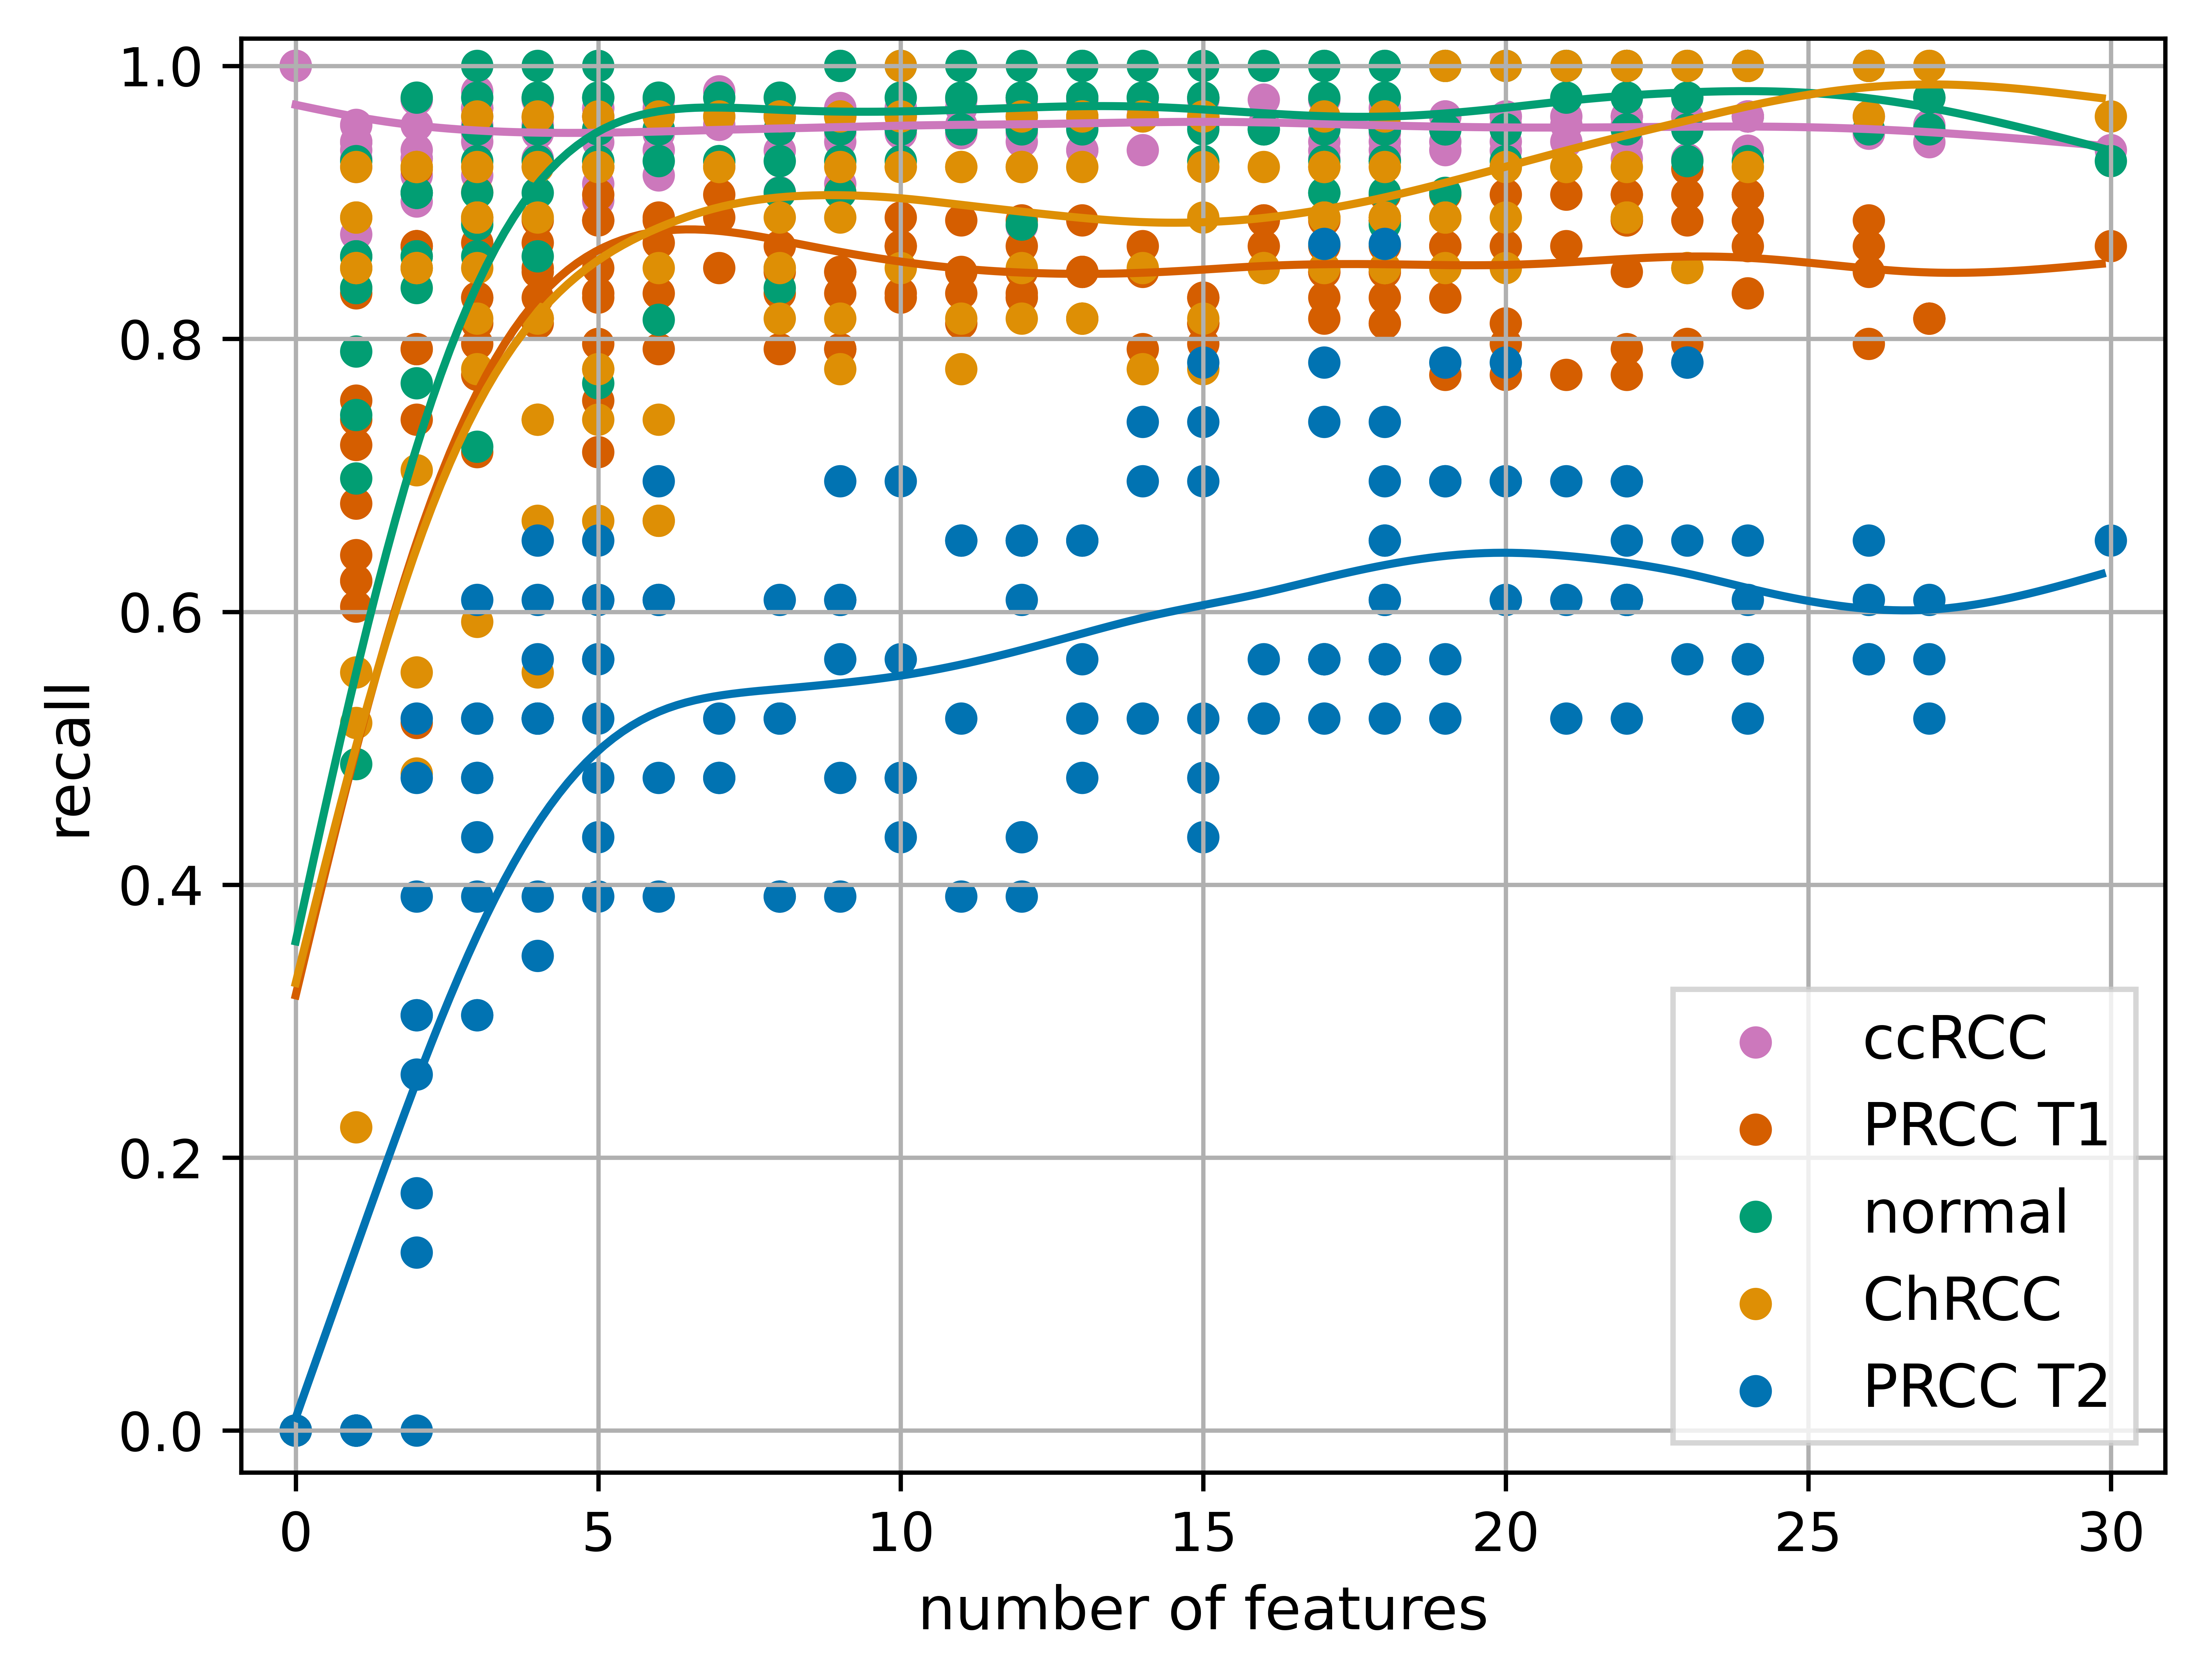 1.0
0.8
0.6
0.4
0.2
0.0
recall
0 5 10 15 20 25 30
number of features
ccRCC
PRCC T1
normal
ChRCC
PRCC T2